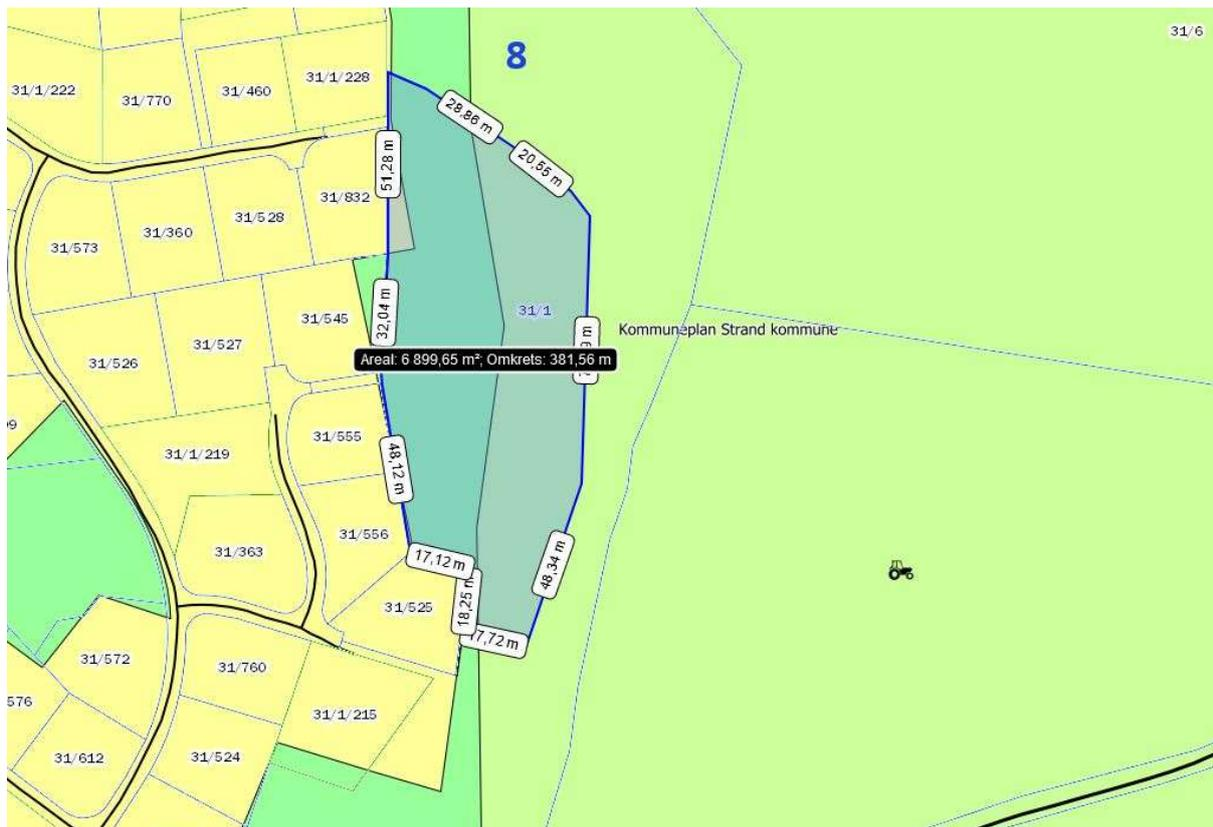 31/6
8
31/1/228
31/1/222
31/460
31/770
28,86 m
20,55 m
51,28 m
31/832
31/528
31/360
31/573
32,04 m
31/1
31/545
Kommuneplan Strand kommune
31/527
Areal: 6 899,65 m²; Omkrets: 381,56 m
31/526
31/555
31/1/219
48,12 m
31/556
31/363
17,12 m
48,34 m
18,25 m
31/525
17,72 m
31/572
31/760
576
31/1/215
31/612
31/524